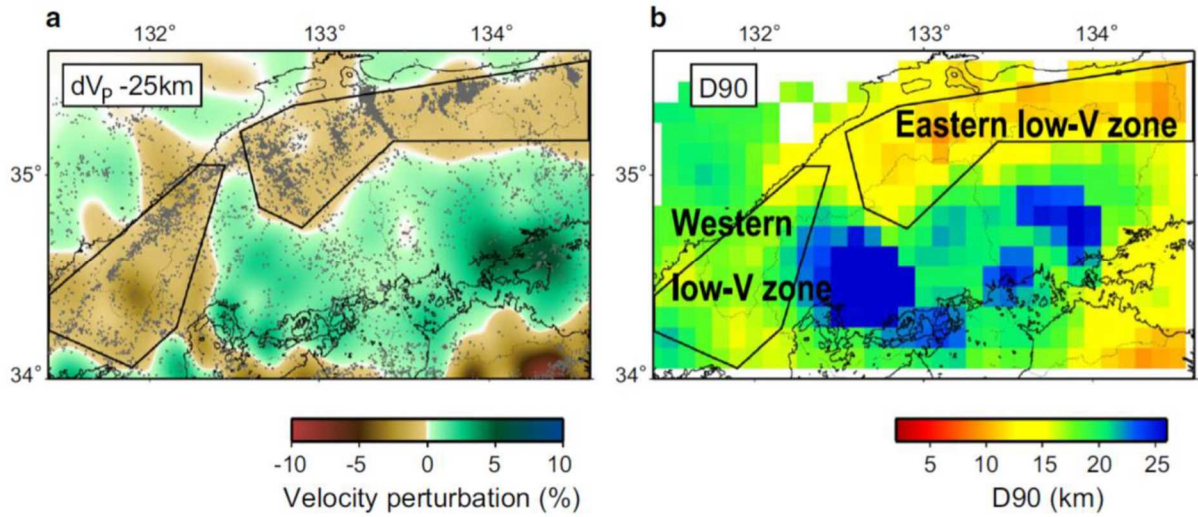 a
132° 133° 134°
dVP -25km
35°
34°
-10 -5 0 5 10
Velocity perturbation (%)
b
132° 133° 134°
D90
Eastern low-V zone
35°
Western
low-V zone
34°
5 10 15 20 25
D90 (km)